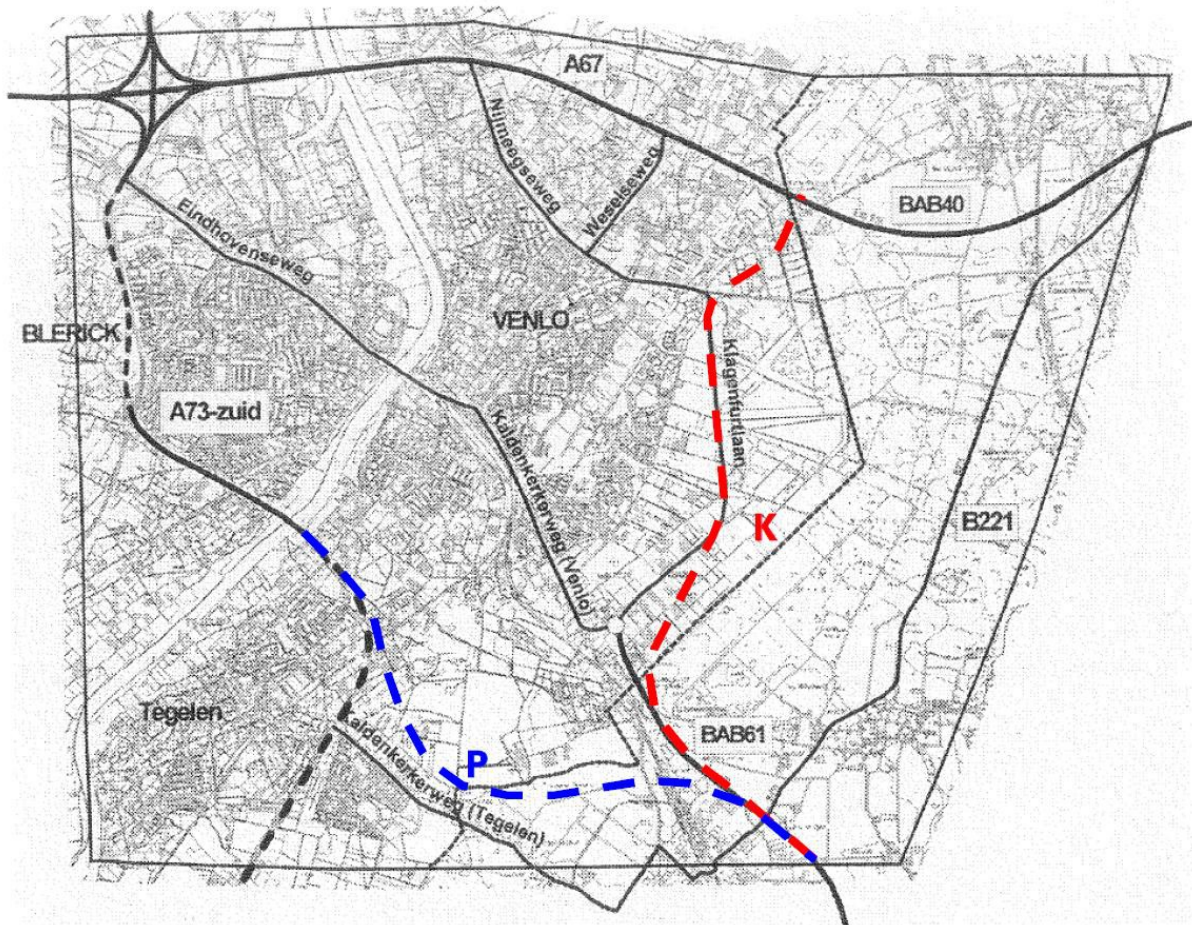 A67
Nijmeegseweg
Weselseweg
BAB40
Eindhovenseweg
BLERICK
VENLO
Klagenfurtlaan
A73-zuid
Kaldenkerkerweg (Venlo)
K
B221
Tegelen
BAB61
P
Kaldenkerkerweg (Tegelen)